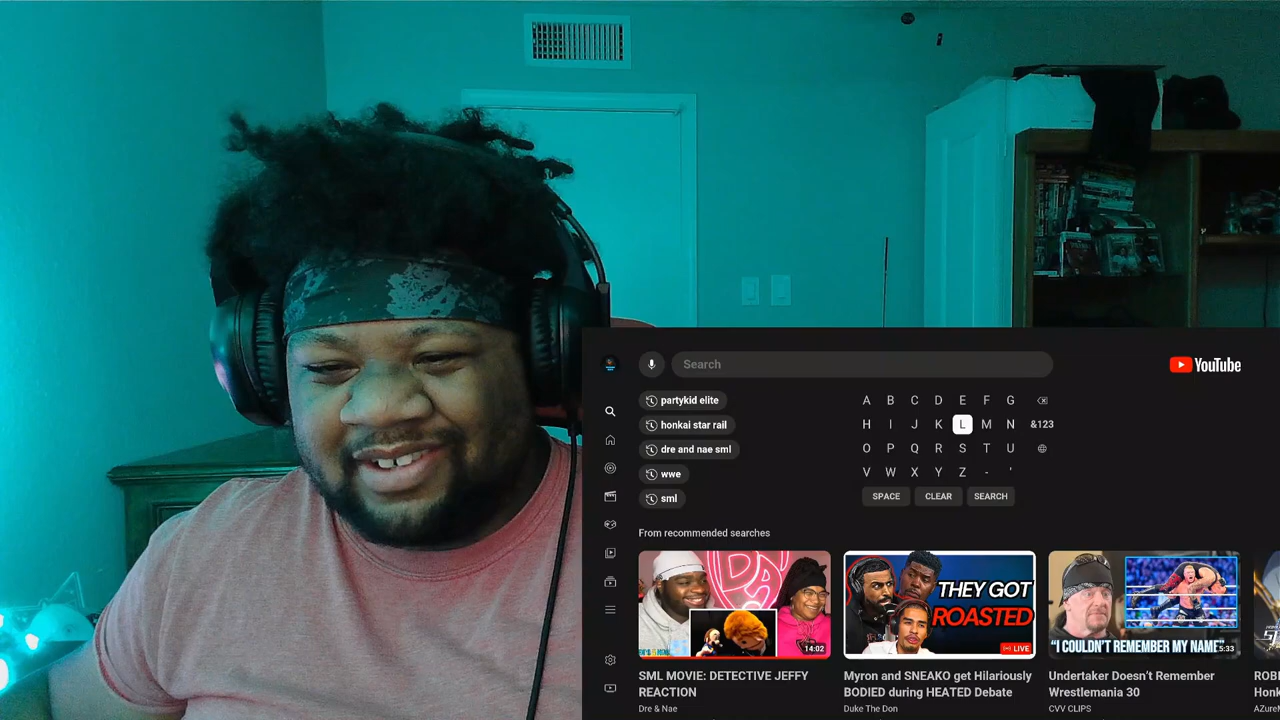 Search
YouTube
partykid elite
honkai star rail
dre and nae sml
wwe
sml
A B C D E F G
H I J K L M N &123
O P Q R S T U
V W X Y Z - '
SPACE CLEAR SEARCH
From recommended searches
14:02
THEY GOT
ROASTED
LIVE
"I COULDN'T REMEMBER MY NAME"
5:33
SML MOVIE: DETECTIVE JEFFY
REACTION
Dre & Nae
Myron and SNEAKO get Hilariously
BODIED during HEATED Debate
Duke The Don
Undertaker Doesn't Remember
Wrestlemania 30
CVV CLIPS